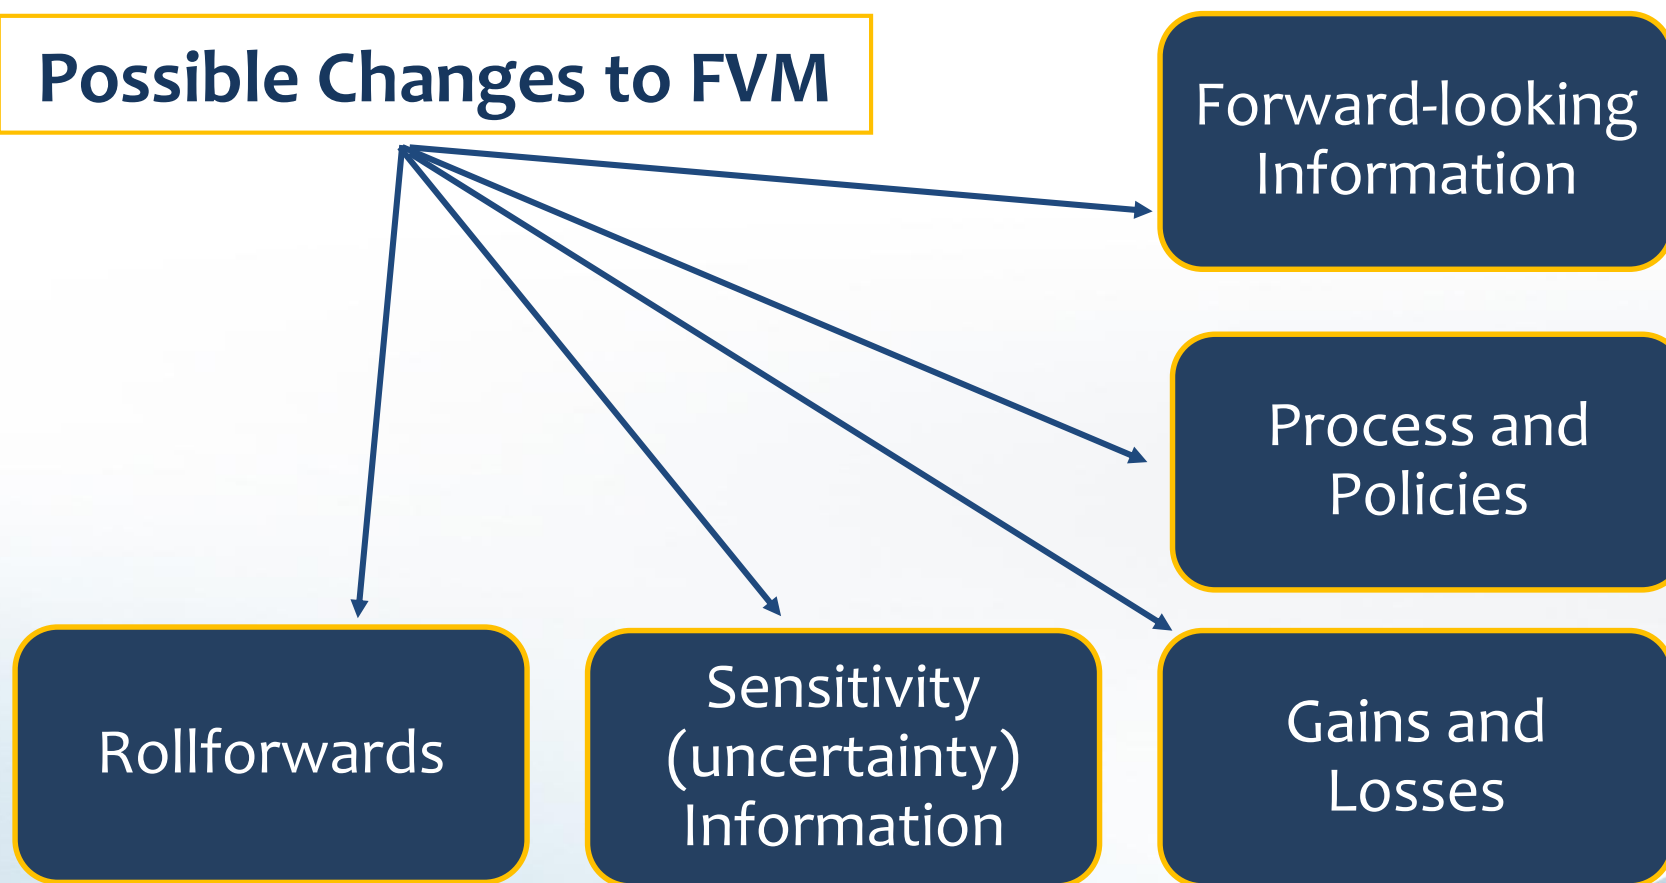 Possible Changes to FVM
Forward-looking
Information
Process and
Policies
Rollforwards
Sensitivity
(uncertainty)
Information
Gains and
Losses